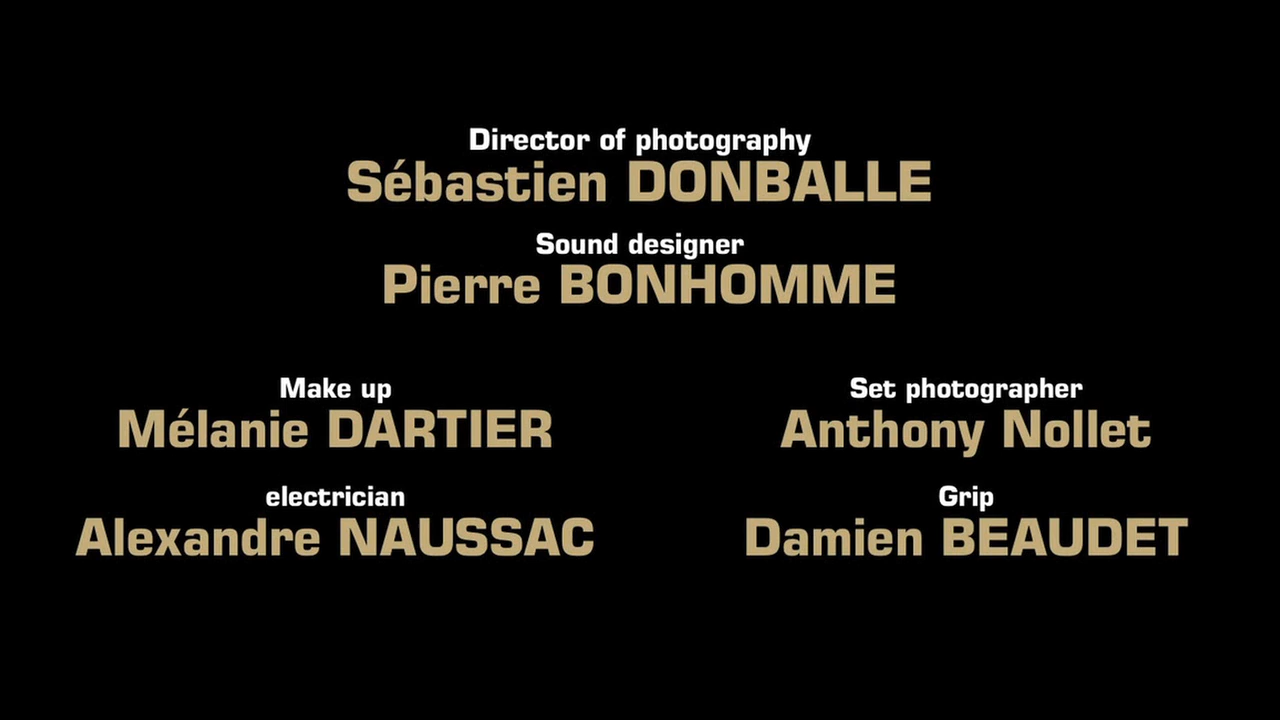 Director of photography
Sébastien DONBALLE
Sound designer
Pierre BONHOMME
Make up
Mélanie DARTIER
Set photographer
Anthony Nollet
electrician
Alexandre NAUSSAC
Grip
Damien BEAUDET